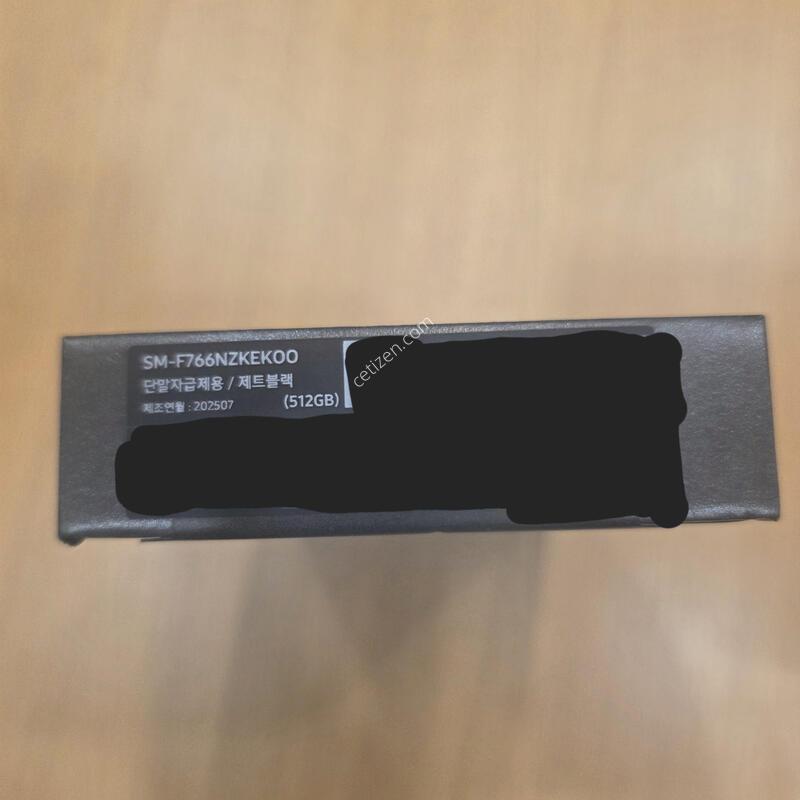 SM-F766NZKEKOO
단말자급제용 / 제트블랙
제조연월 : 202507 (512GB)
cetizen.com